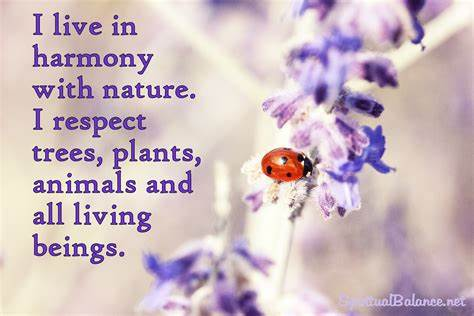 I live in
harmony
with nature.
I respect
trees, plants,
animals and
all living
beings.
SpiritualBalance.net